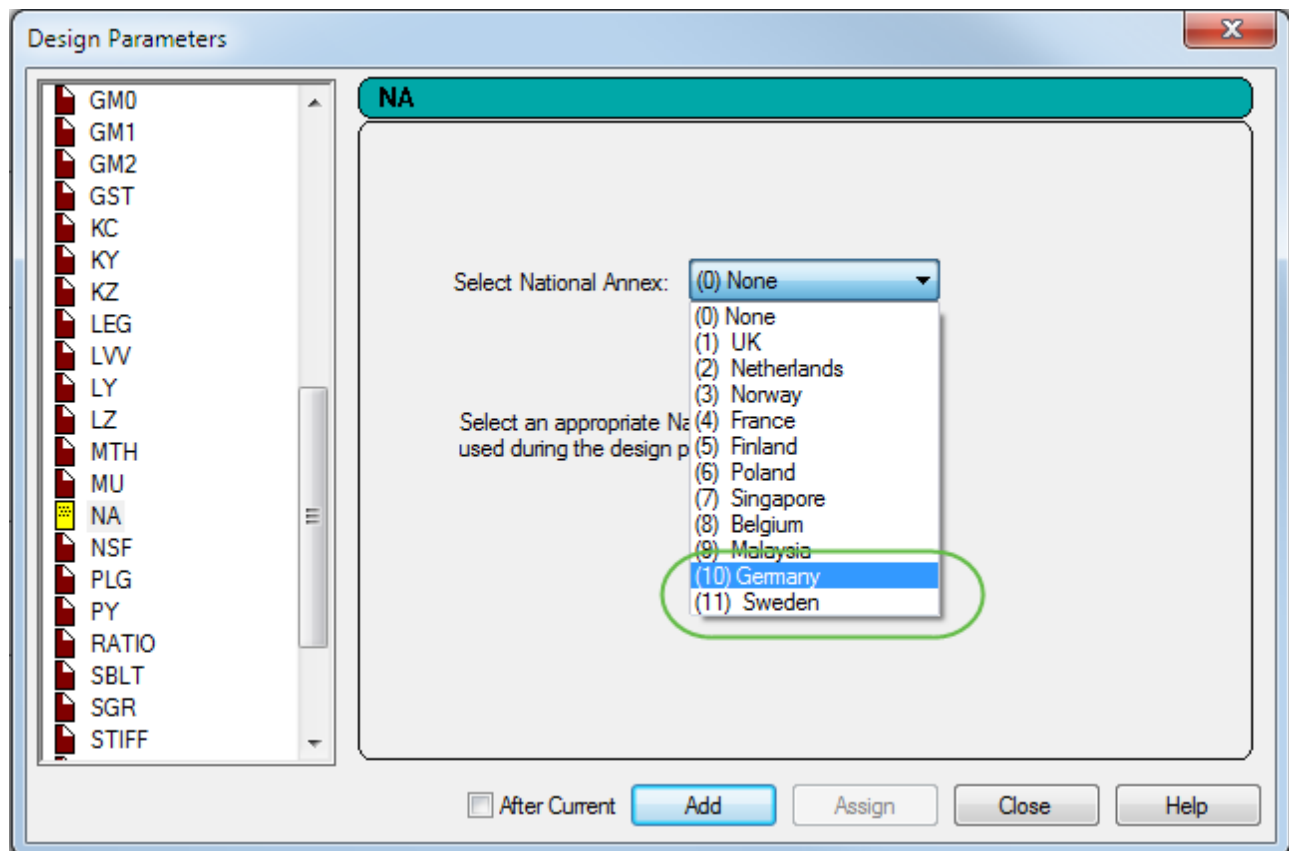 Design Parameters
GM0
GM1
GM2
GST
KC
KY
KZ
LEG
LVV
LY
LZ
MTH
MU
NA
NSF
PLG
PY
RATIO
SBLT
SGR
STIFF
NA
Select National Annex: (0) None
(0) None
(1) UK
(2) Netherlands
(3) Norway
(4) France
(5) Finland
(6) Poland
(7) Singapore
(8) Belgium
(9) Malaysia
(10) Germany
(11) Sweden
Select an appropriate Na
used during the design p
After Current Add Assign Close Help